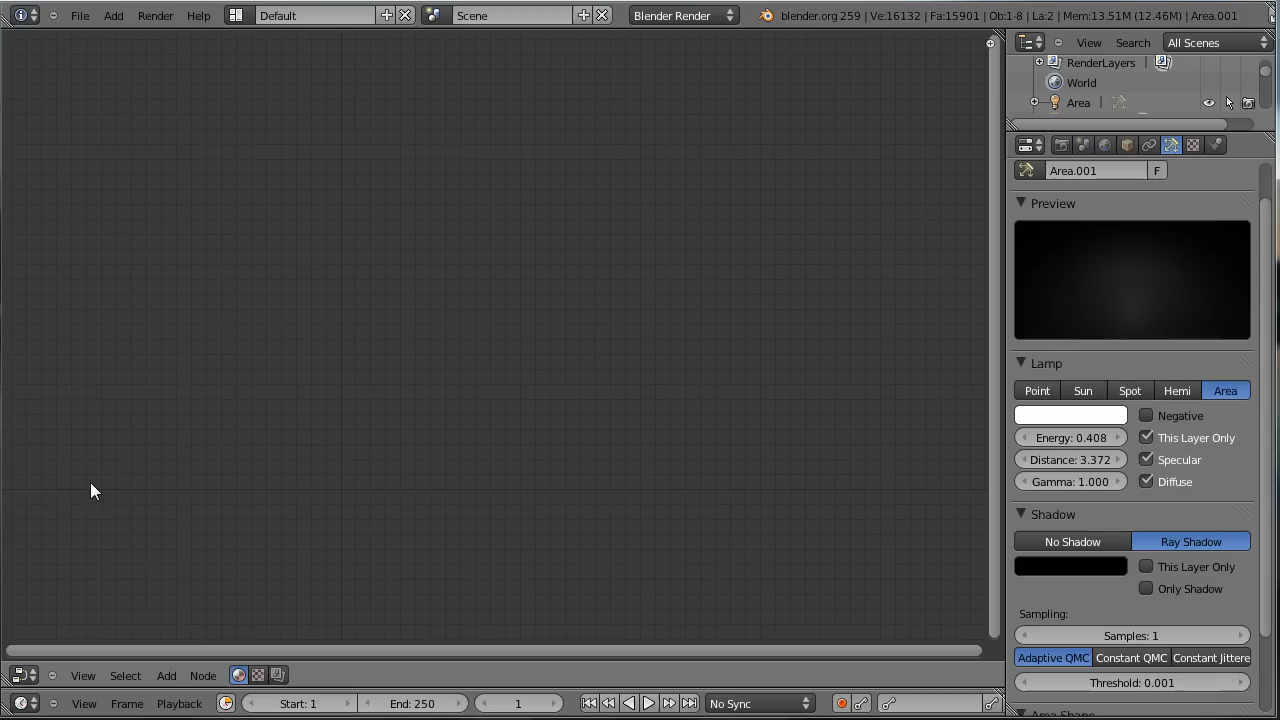 File Add Render Help Default Scene Blender Render blender.org 259 | Ve:16132 | Fa:15901 | Ob:1-8 | La:2 | Mem:13.51M (12.46M) | Area.001
View Search All Scenes
RenderLayers |
World
Area |
Area.001 F
Preview
Lamp
Point Sun Spot Hemi Area
Negative
Energy: 0.408 This Layer Only
Distance: 3.372 Specular
Gamma: 1.000 Diffuse
Shadow
No Shadow Ray Shadow
This Layer Only
Only Shadow
Sampling:
Samples: 1
Adaptive QMC Constant QMC Constant Jittere
Threshold: 0.001
Area Shape
View Select Add Node
View Frame Playback Start: 1 End: 250 1 No Sync